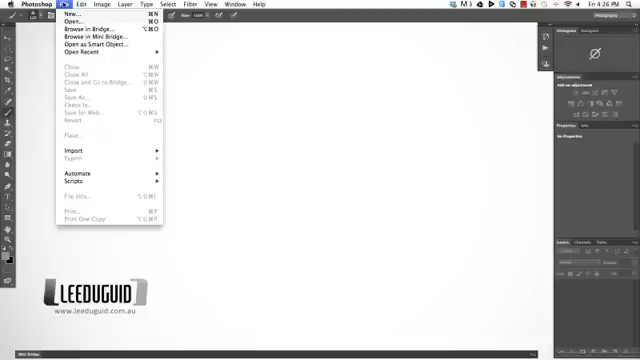 Photoshop File Edit Image Layer Type Select Filter View Window Help
Fri 4:26 PM
Photography
New... ⌘N
Open... ⌘O
Browse in Bridge... ⌥⌘O
Browse in Mini Bridge...
Open as Smart Object...
Open Recent
Close ⌘W
Close All ⌥⌘W
Close and Go to Bridge... ⇧⌘W
Save ⌘S
Save As... ⇧⌘S
Check In...
Save for Web... ⌥⇧⌘S
Revert F12
Place...
Import
Export
Automate
Scripts
File Info... ⌥⇧⌘I
Print... ⌘P
Print One Copy ⌥⇧⌘P
Histogram Navigator
Adjustments
Add an adjustment
Properties Info
No Properties
Layers Channels Paths
LEEDUGUID
www.leeduguid.com.au
Mini Bridge